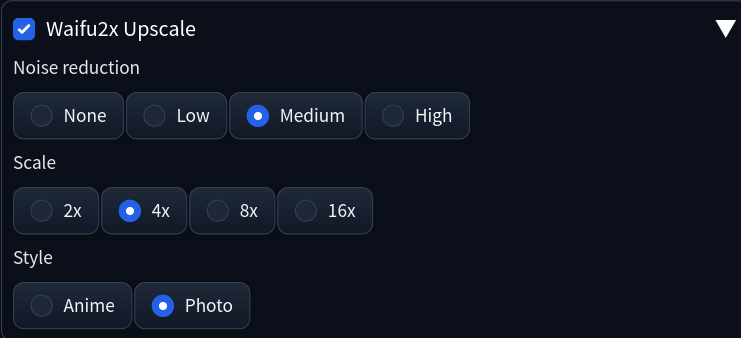 Waifu2x Upscale
Noise reduction
None Low Medium High
Scale
2x 4x 8x 16x
Style
Anime Photo